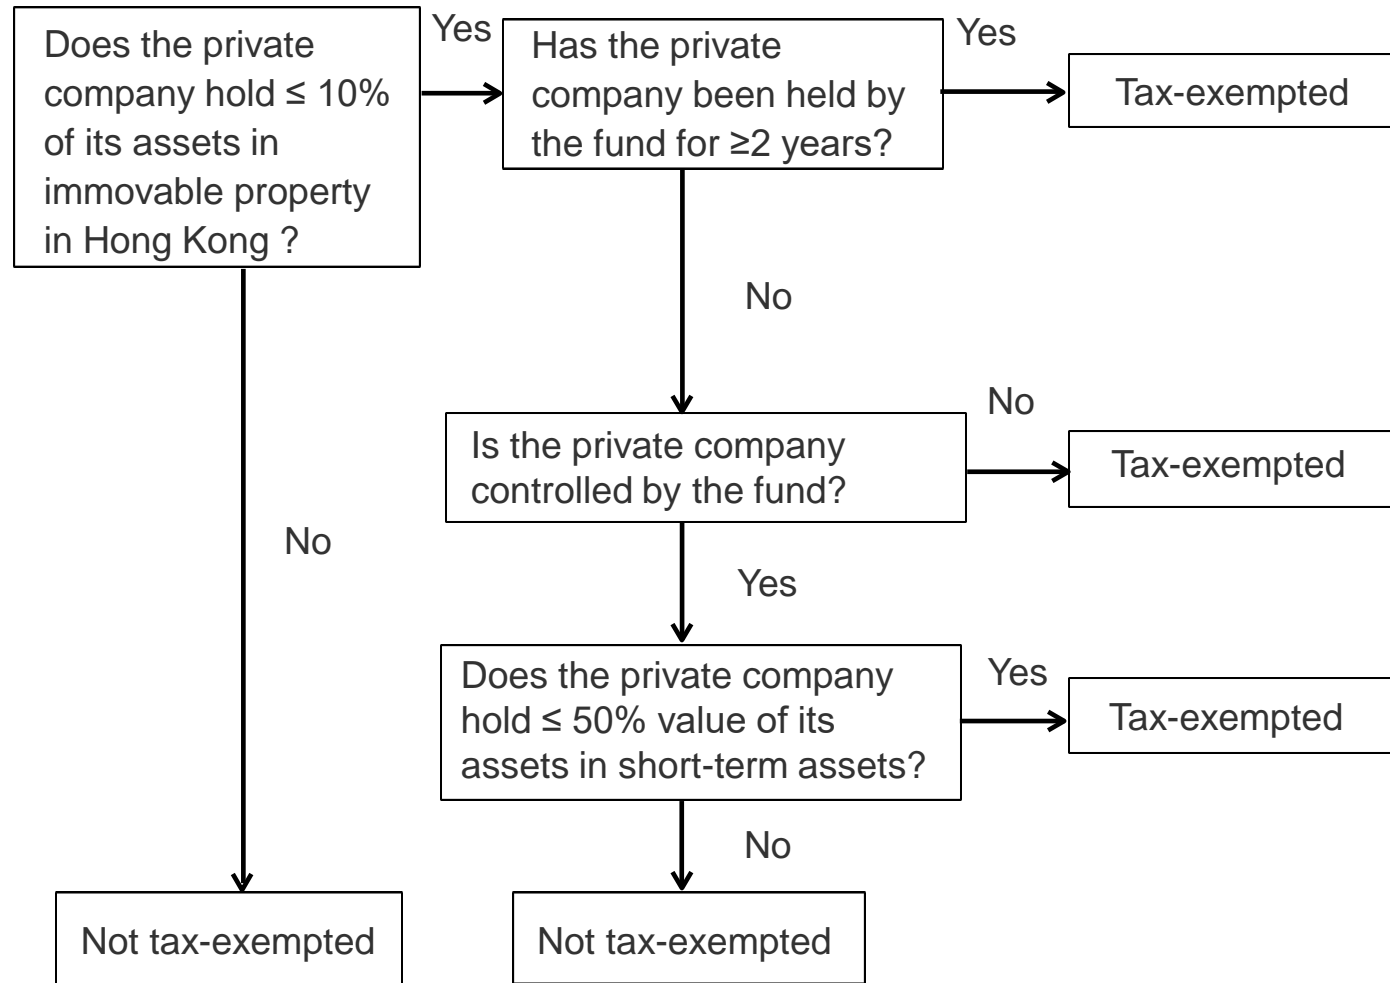 Does the private
company hold ≤ 10%
of its assets in
immovable property
in Hong Kong ?
Yes
Has the private
company been held by
the fund for ≥2 years?
Yes
Tax-exempted
No
Is the private company
controlled by the fund?
No
Tax-exempted
No
Yes
Does the private company
hold ≤ 50% value of its
assets in short-term assets?
Yes
Tax-exempted
No
Not tax-exempted
Not tax-exempted